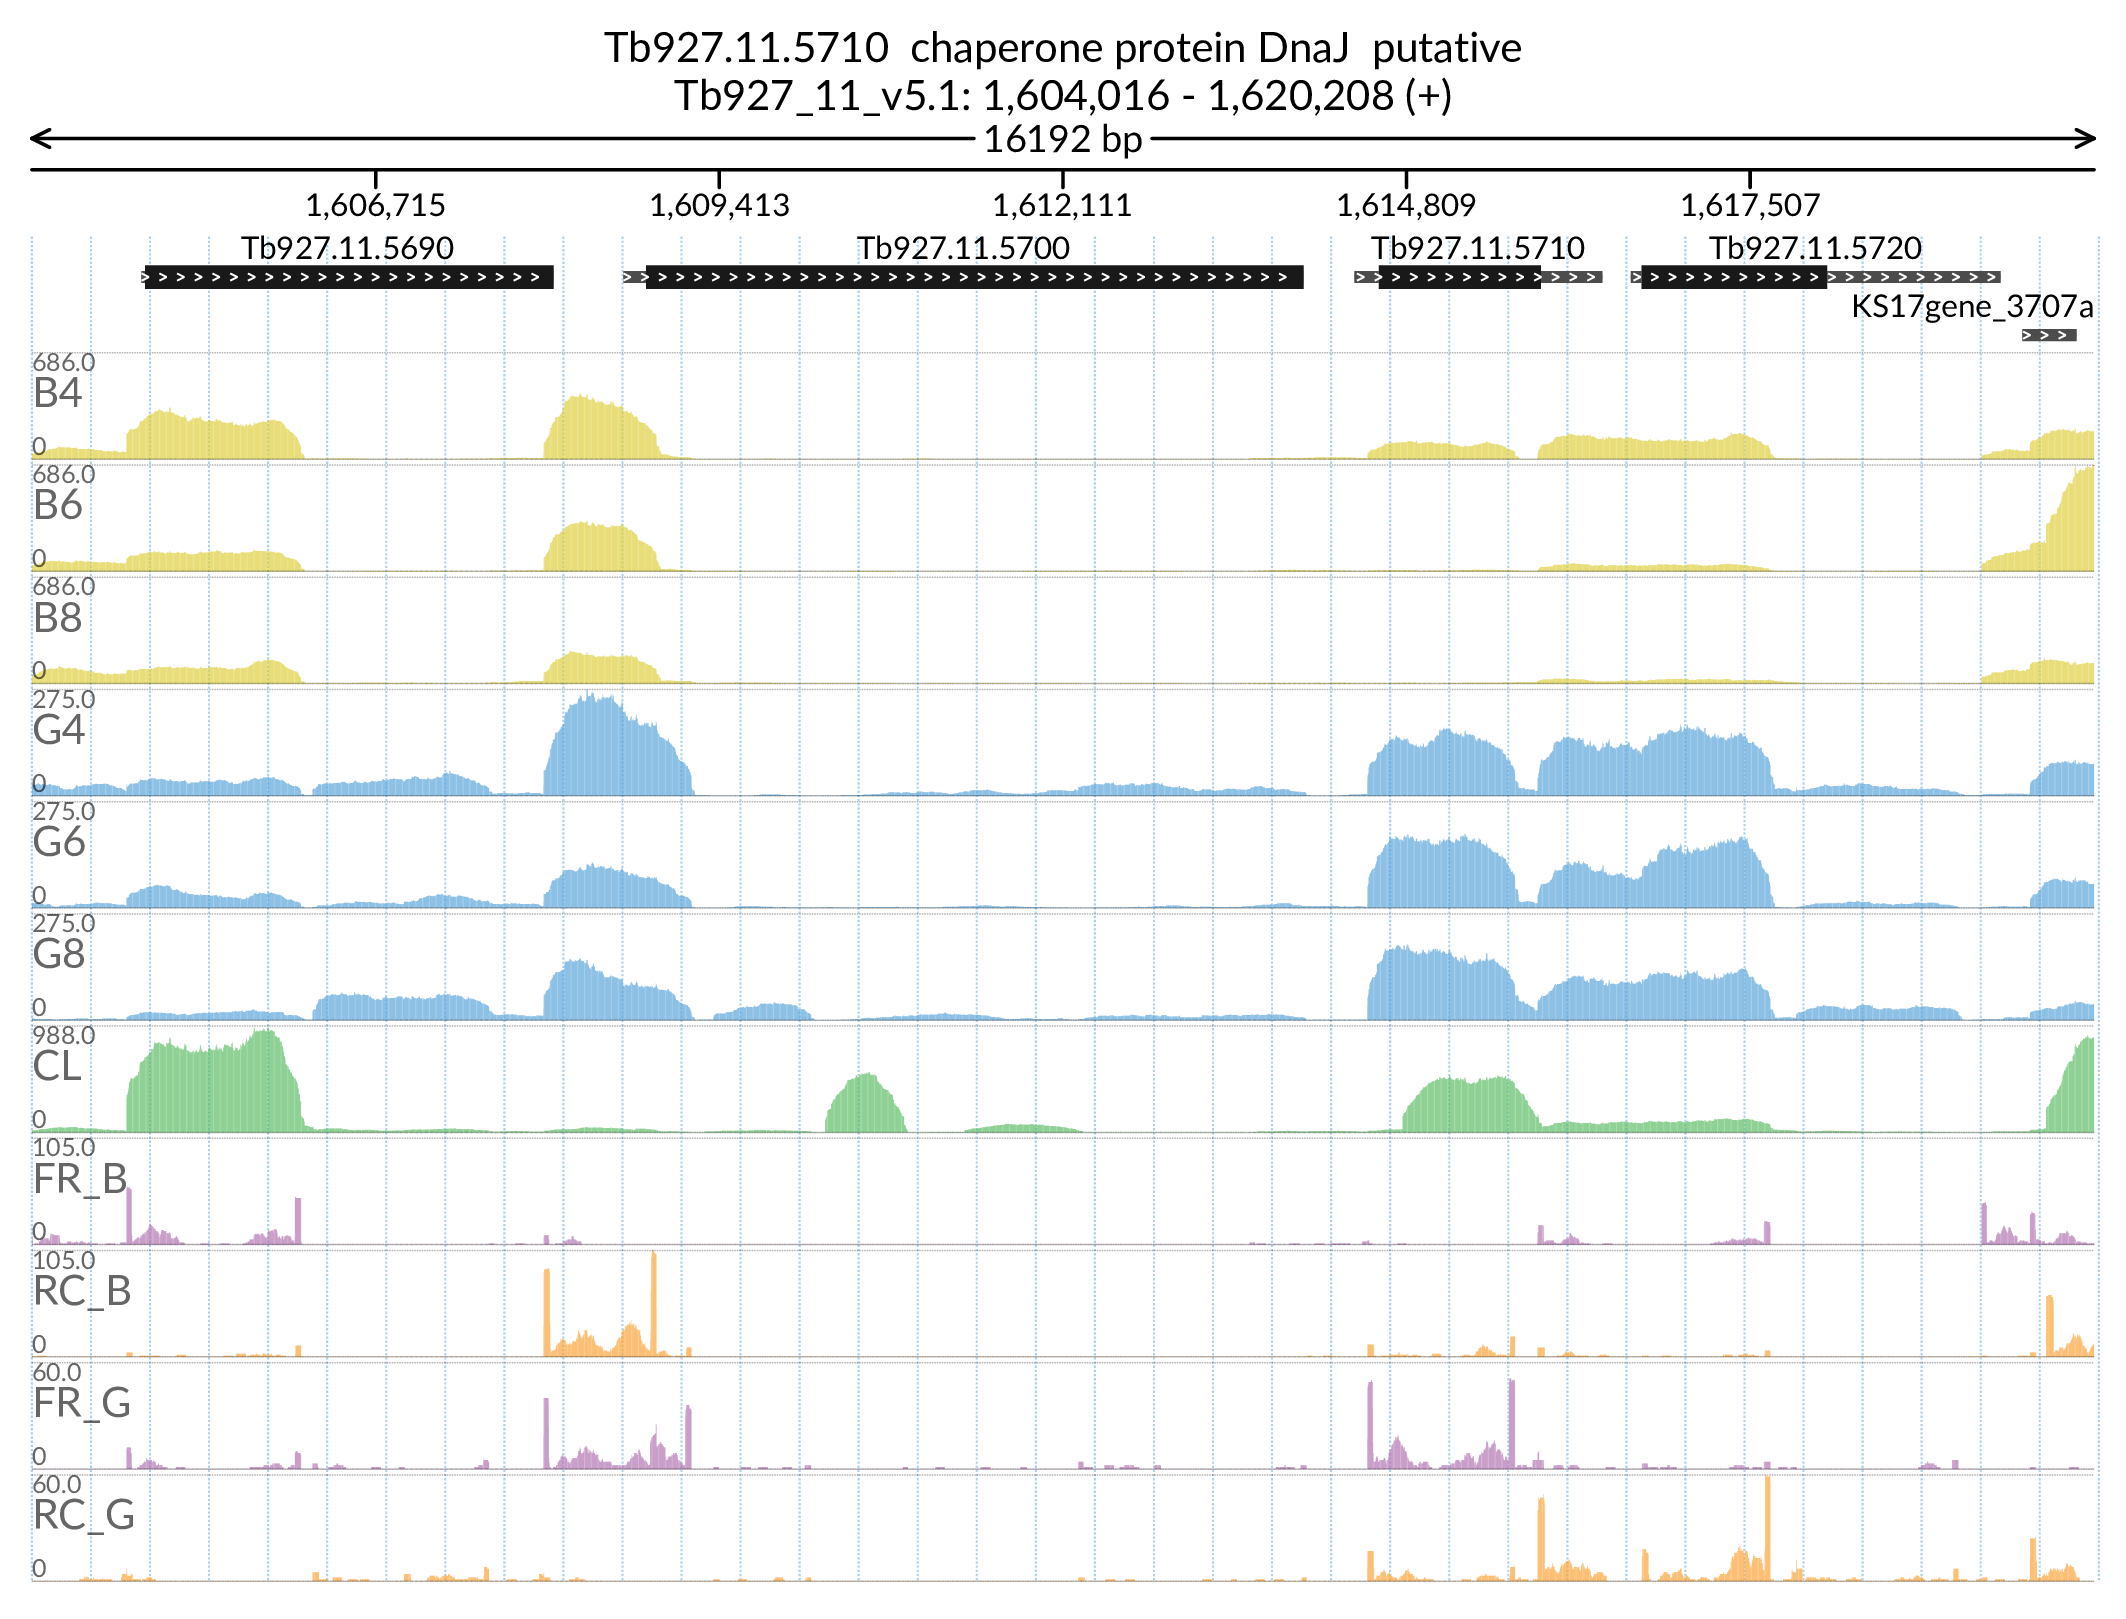 Tb927.11.5710  chaperone protein DnaJ  putative
Tb927_11_v5.1: 1,604,016 - 1,620,208 (+)
16192 bp
1,606,715 1,609,413 1,612,111 1,614,809 1,617,507
Tb927.11.5690 Tb927.11.5700 Tb927.11.5710 Tb927.11.5720
KS17gene_3707a
686.0
B4
0
686.0
B6
0
686.0
B8
0
275.0
G4
0
275.0
G6
0
275.0
G8
0
988.0
CL
0
105.0
FR_B
0
105.0
RC_B
0
60.0
FR_G
0
60.0
RC_G
0